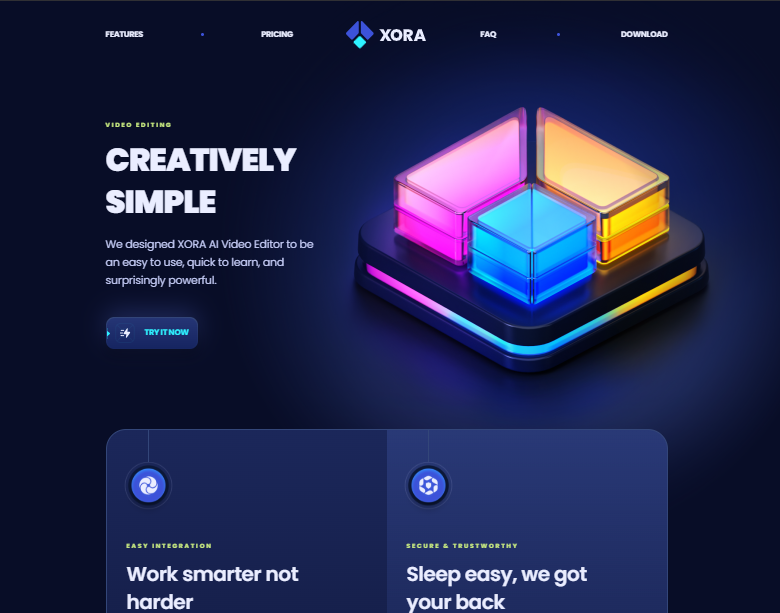 FEATURES
PRICING
XORA
FAQ
DOWNLOAD
VIDEO EDITING
CREATIVELY
SIMPLE
We designed XORA AI Video Editor to be
an easy to use, quick to learn, and
surprisingly powerful.
TRY IT NOW
EASY INTEGRATION
Work smarter not
harder
SECURE & TRUSTWORTHY
Sleep easy, we got
your back